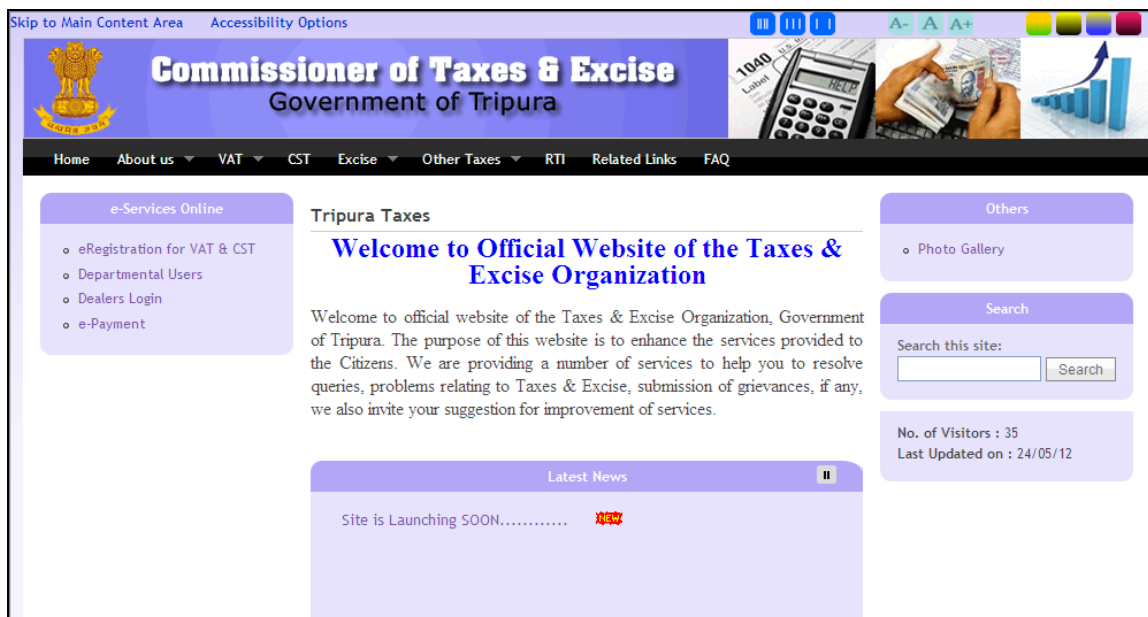 Skip to Main Content Area Accessibility Options
A- A A+
Commissioner of Taxes & Excise
Government of Tripura
1040 U.S.
Label
HELP
Home About us VAT CST Excise Other Taxes RTI Related Links FAQ
e-Services Online
eRegistration for VAT & CST
Departmental Users
Dealers Login
e-Payment
Tripura Taxes
Welcome to Official Website of the Taxes &
Excise Organization
Welcome to official website of the Taxes & Excise Organization, Government
of Tripura. The purpose of this website is to enhance the services provided to
the Citizens. We are providing a number of services to help you to resolve
queries, problems relating to Taxes & Excise, submission of grievances, if any,
we also invite your suggestion for improvement of services.
Latest News
Site is Launching SOON............ NEW
Others
Photo Gallery
Search
Search this site:
Search
No. of Visitors : 35
Last Updated on : 24/05/12